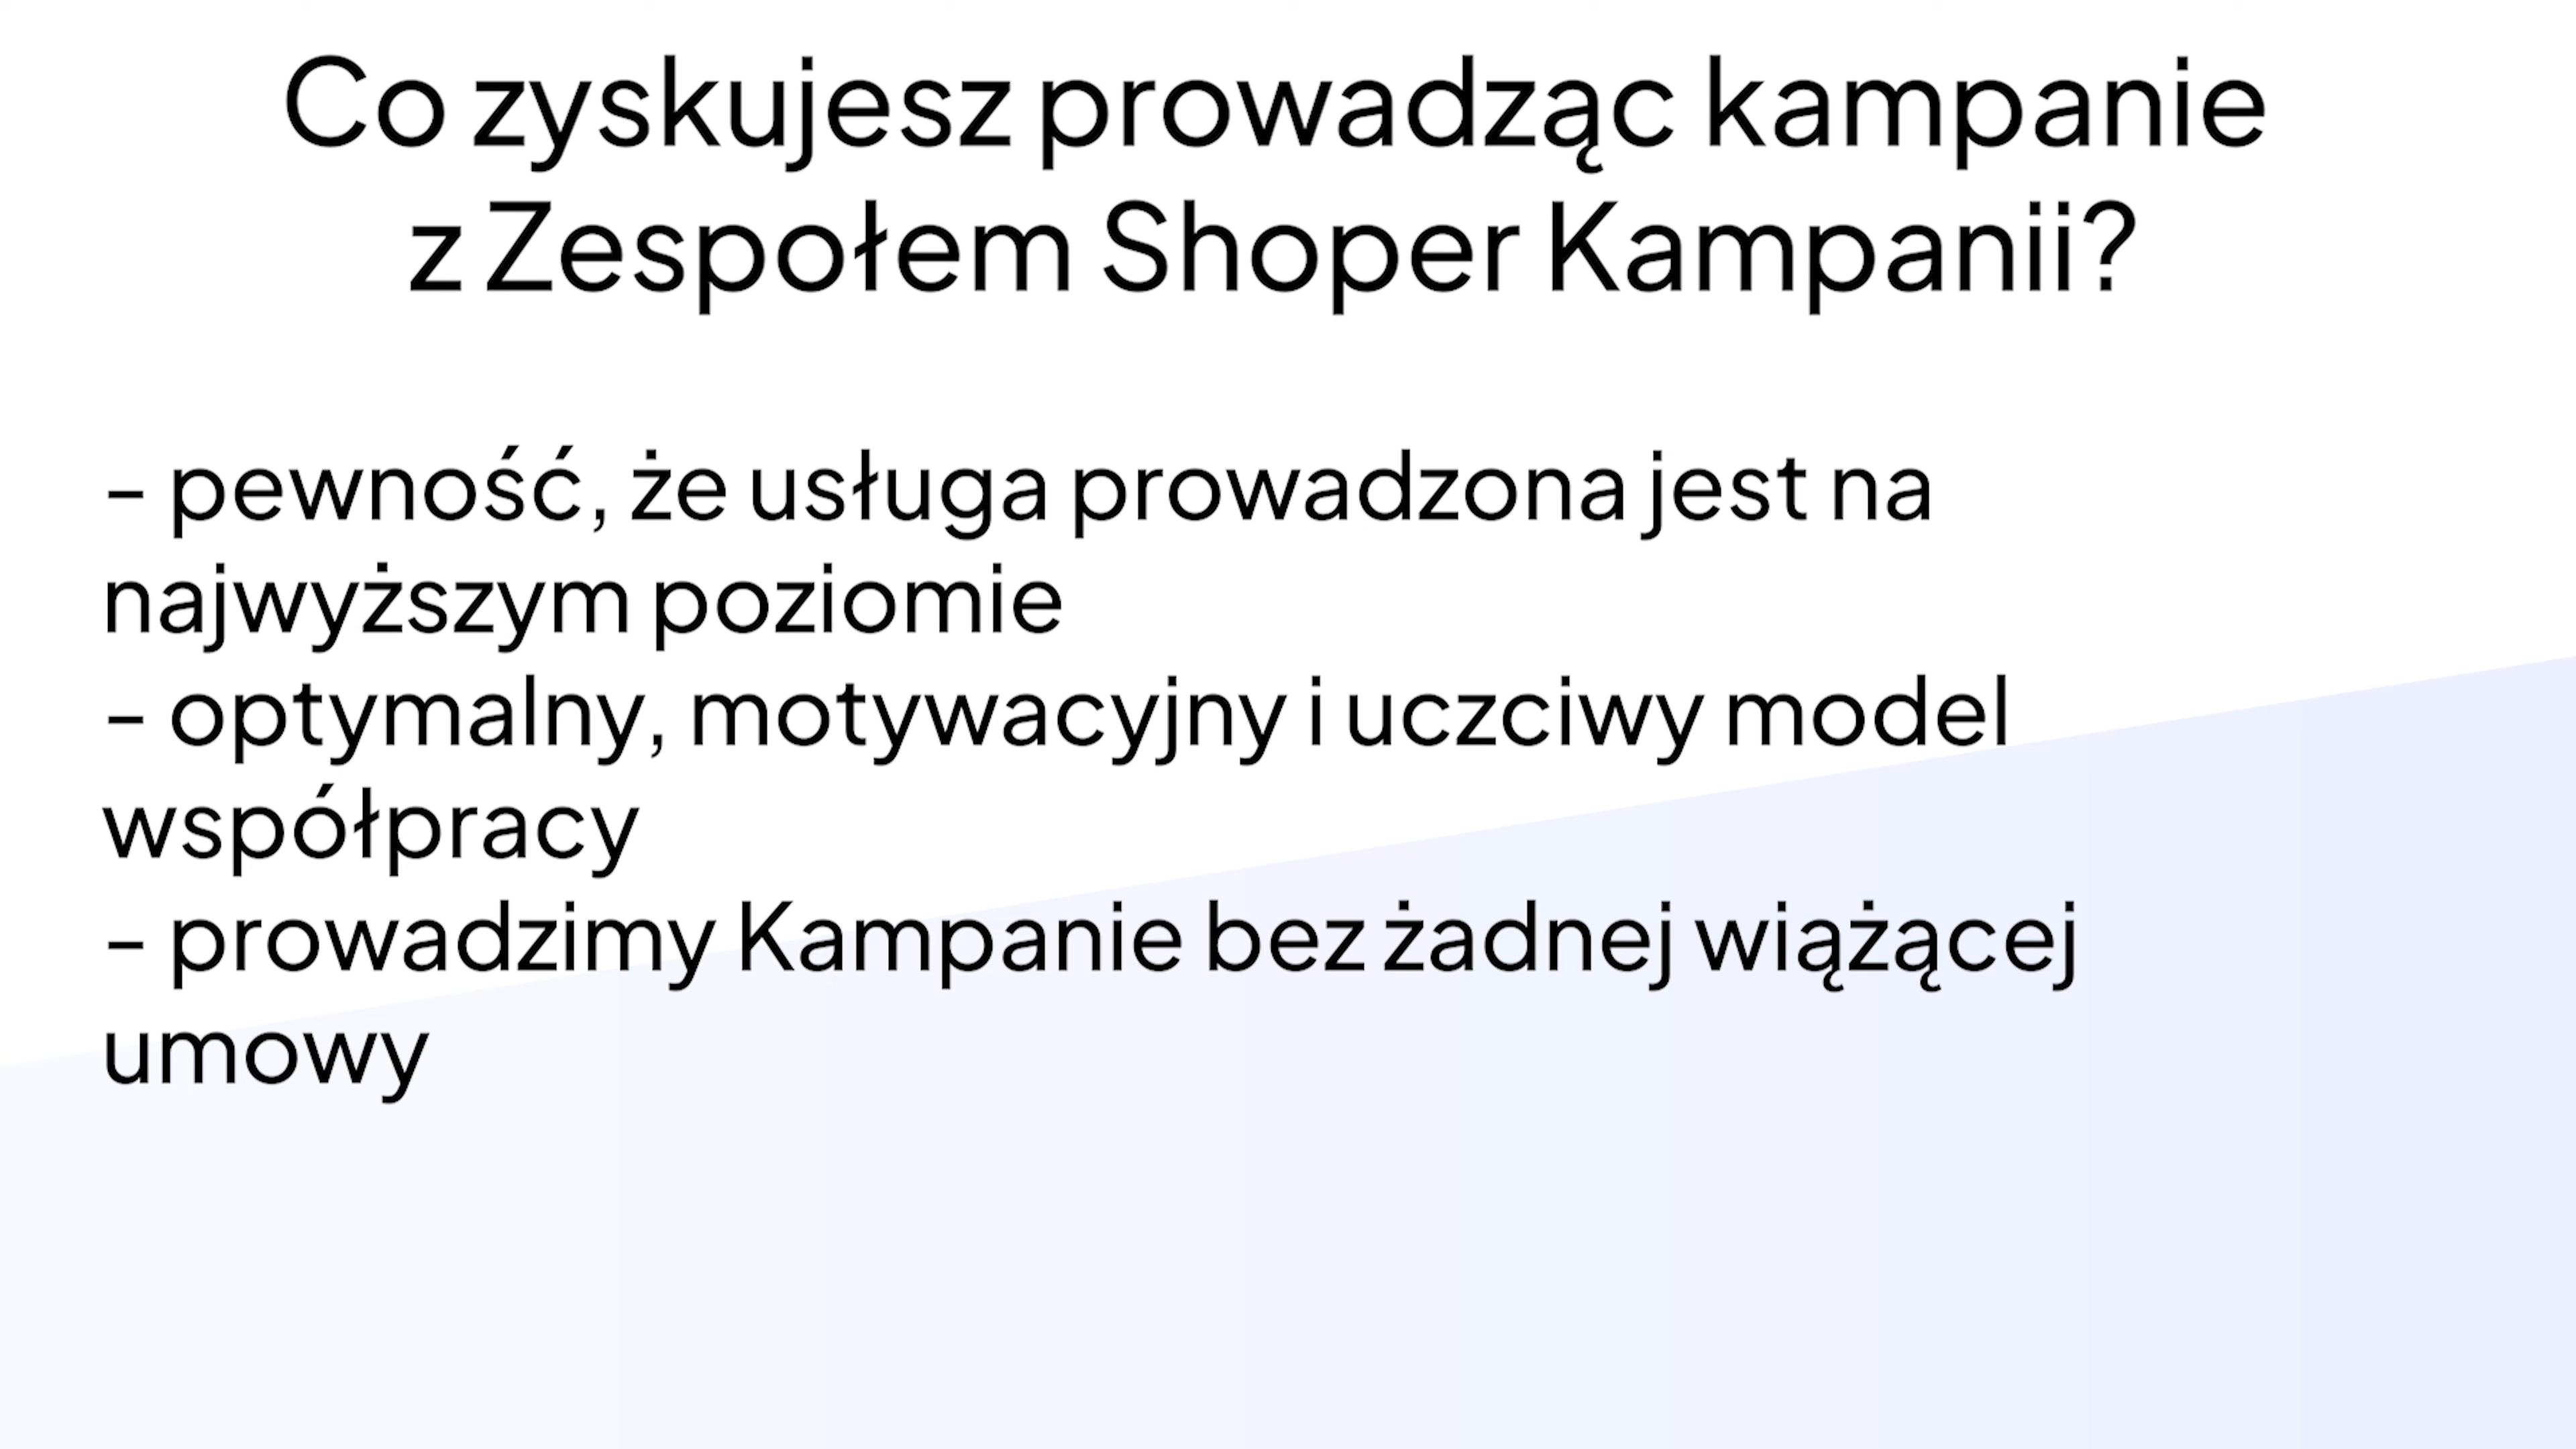 Co zyskujesz prowadząc kampanie
z Zespołem Shoper Kampanii?
- pewność, że usługa prowadzona jest na
najwyższym poziomie
- optymalny, motywacyjny i uczciwy model
współpracy
- prowadzimy Kampanie bez żadnej wiążącej
umowy